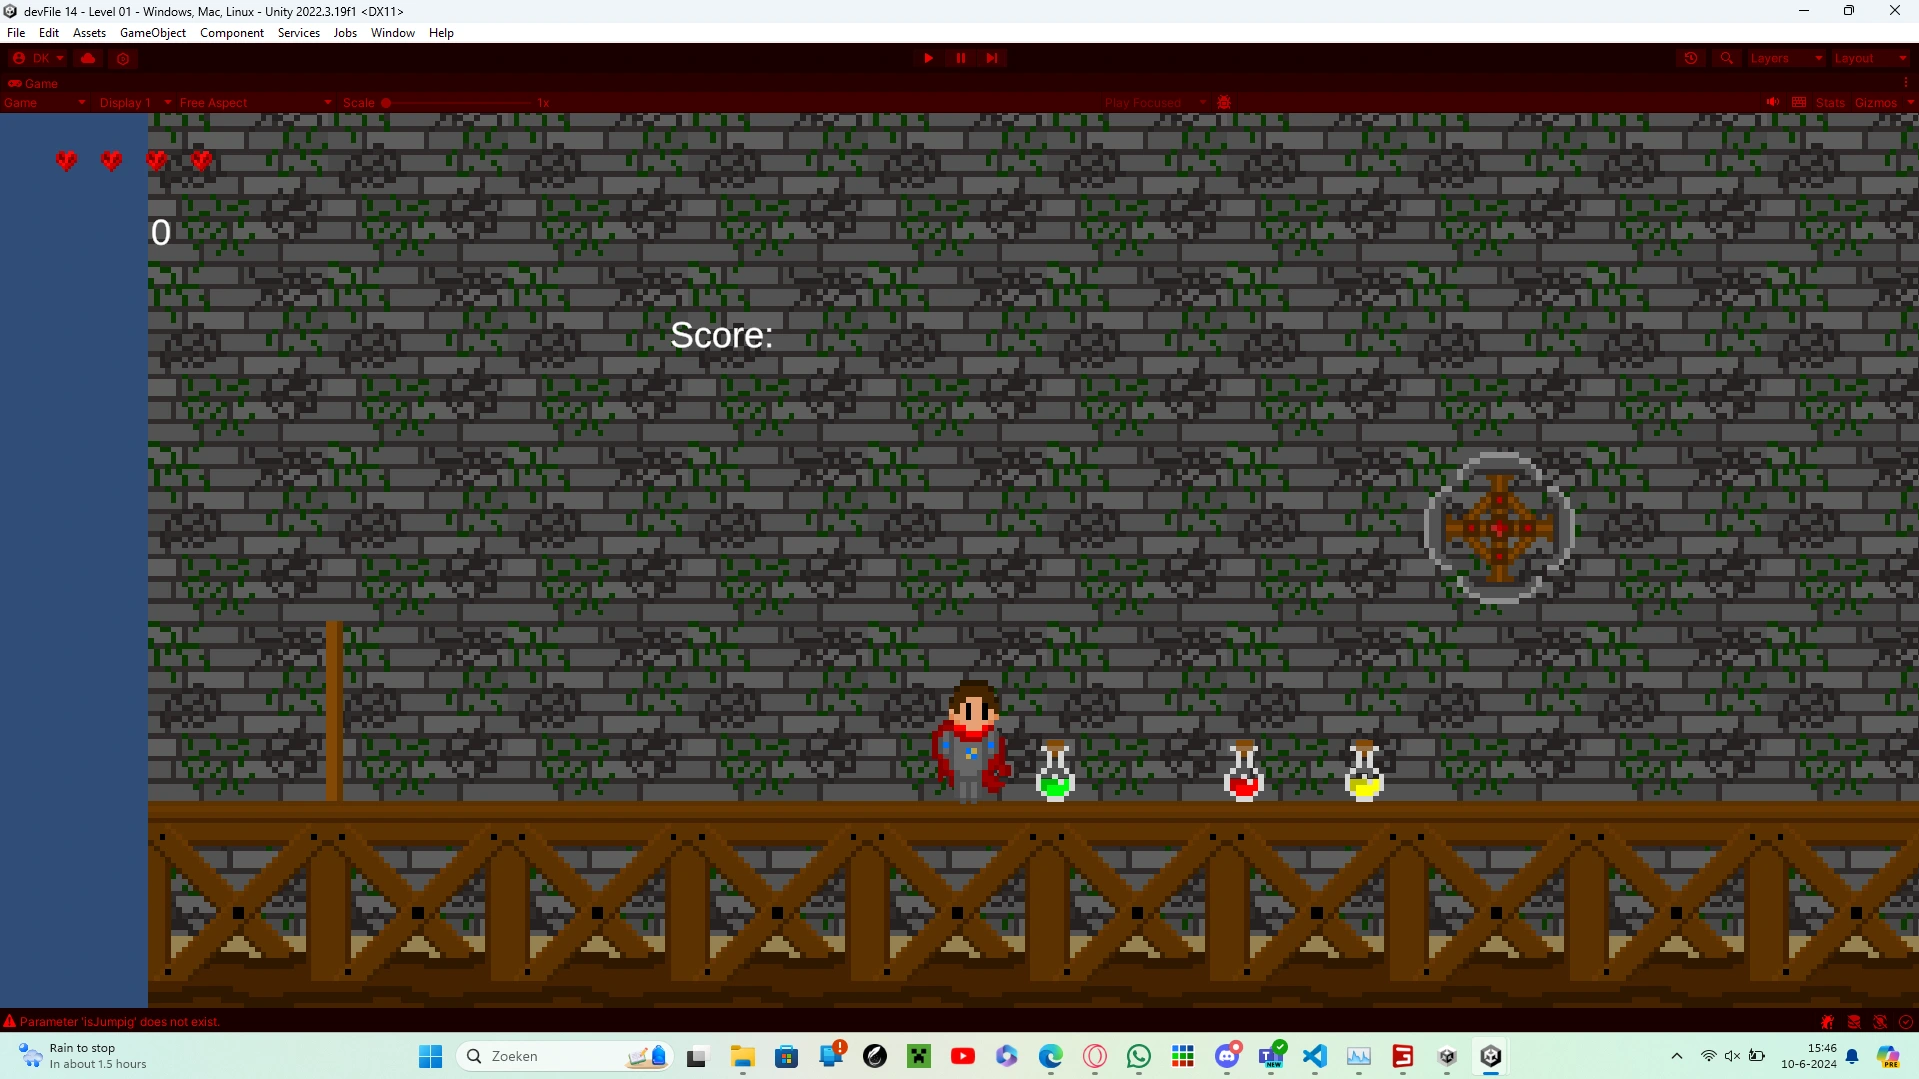 devFile 14 - Level 01 - Windows, Mac, Linux - Unity 2022.3.19f1 <DX11>
File Edit Assets GameObject Component Services Jobs Window Help
DK Layers Layout
Game
Game Display 1 Free Aspect Scale 1x Play Focused Stats Gizmos
0
Score:
Parameter 'isJumpig' does not exist.
Rain to stop
In about 1.5 hours
Zoeken
NEW
15:46
10-6-2024
PRE